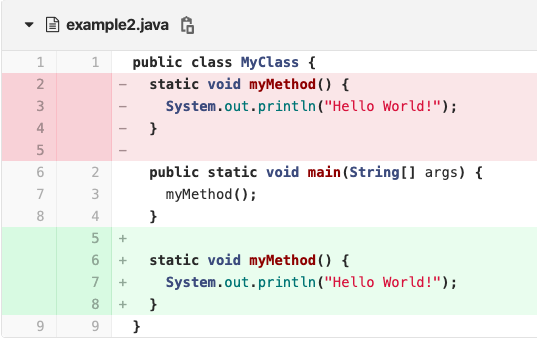 example2.java
1 1 public class MyClass {
2 - static void myMethod() {
3 - System.out.println("Hello World!");
4 - }
5 -
6 2 public static void main(String[] args) {
7 3 myMethod();
8 4 }
5 +
6 + static void myMethod() {
7 + System.out.println("Hello World!");
8 + }
9 9 }